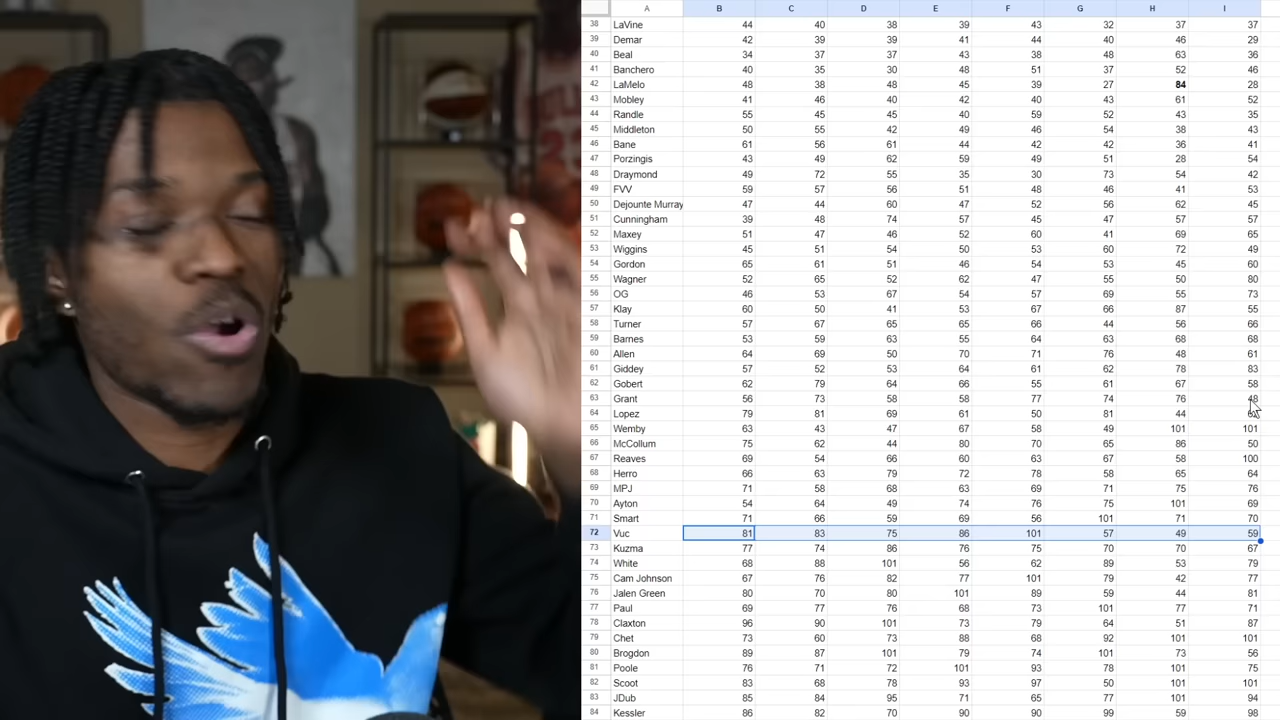 A B C D E F G H I
38 LaVine 44 40 38 39 43 32 37 37
39 Demar 42 39 39 41 44 40 46 29
40 Beal 34 37 37 43 38 48 63 36
41 Banchero 40 35 30 48 51 37 52 46
42 LaMelo 48 38 48 45 39 27 84 28
43 Mobley 41 46 40 42 40 43 61 52
44 Randle 55 45 45 40 59 52 43 35
45 Middleton 50 55 42 49 46 54 38 43
46 Bane 61 56 61 44 42 42 36 41
47 Porzingis 43 49 62 59 49 51 28 54
48 Draymond 49 72 55 35 30 73 54 42
49 FVV 59 57 56 51 48 46 41 53
50 Dejounte Murray 47 44 60 47 52 56 62 45
51 Cunningham 39 48 74 57 45 47 57 57
52 Maxey 51 47 46 52 60 41 69 65
53 Wiggins 45 51 54 50 53 60 72 49
54 Gordon 65 61 51 46 54 53 45 60
55 Wagner 52 65 52 62 47 55 50 80
56 OG 46 53 67 54 57 69 55 73
57 Klay 60 50 41 53 67 66 87 55
58 Turner 57 67 65 65 66 44 56 66
59 Barnes 53 59 63 55 64 63 68 68
60 Allen 64 69 50 70 71 76 48 61
61 Giddey 57 52 53 64 61 62 78 83
62 Gobert 62 79 64 66 55 61 67 58
63 Grant 56 73 58 58 77 74 76 48
64 Lopez 79 81 69 61 50 81 44
65 Wemby 63 43 47 67 58 49 101 101
66 McCollum 75 62 44 80 70 65 86 50
67 Reaves 69 54 66 60 63 67 58 100
68 Herro 66 63 79 72 78 58 65 64
69 MPJ 71 58 68 63 69 71 75 76
70 Ayton 54 64 49 74 76 75 101 69
71 Smart 71 66 59 69 56 101 71 70
72 Vuc 81 83 75 86 101 57 49 59
73 Kuzma 77 74 86 76 75 70 70 67
74 White 68 88 101 56 62 89 53 79
75 Cam Johnson 67 76 82 77 101 79 42 77
76 Jalen Green 80 70 80 101 89 59 44 81
77 Paul 69 77 76 68 73 101 77 71
78 Claxton 96 90 101 73 79 64 51 87
79 Chet 73 60 73 88 68 92 101 101
80 Brogdon 89 87 101 79 74 101 73 56
81 Poole 76 71 72 101 93 78 101 75
82 Scoot 83 68 78 93 97 50 101 101
83 JDub 85 84 95 71 65 77 101 94
84 Kessler 86 82 70 90 90 99 59 98